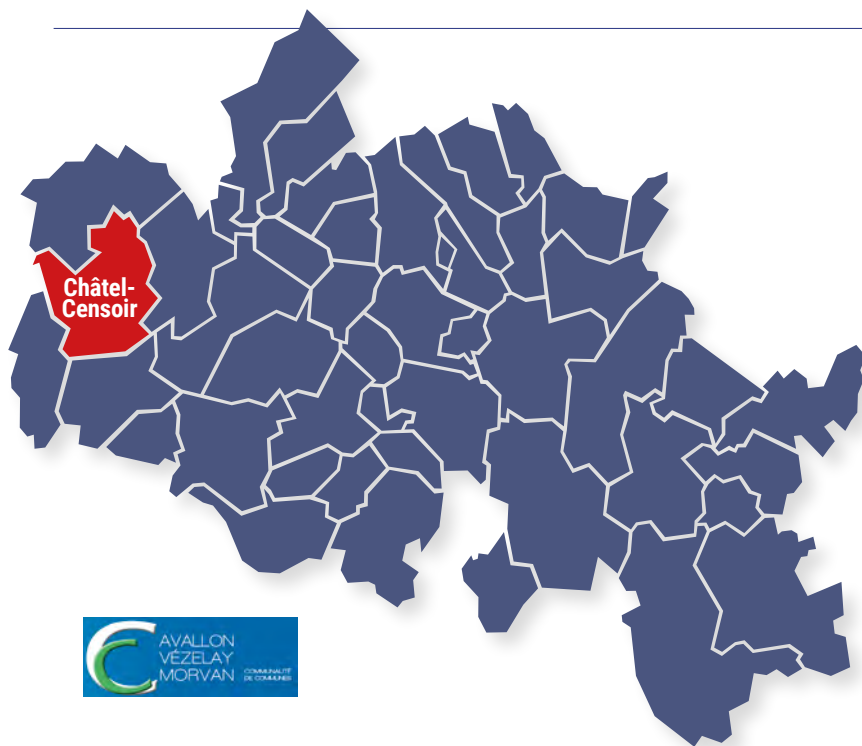 Châtel-
Censoir
AVALLON
VÉZELAY
MORVAN
COMMUNAUTÉ
DE COMMUNES